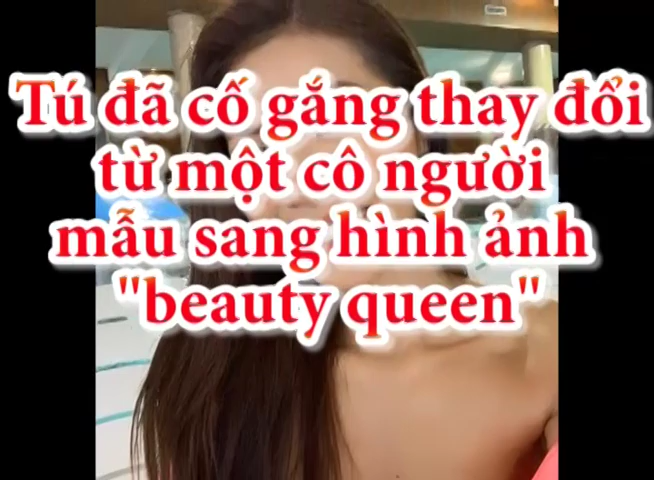 Tú đã cố gắng thay đổi
từ một cô người
mẫu sang hình ảnh
"beauty queen"